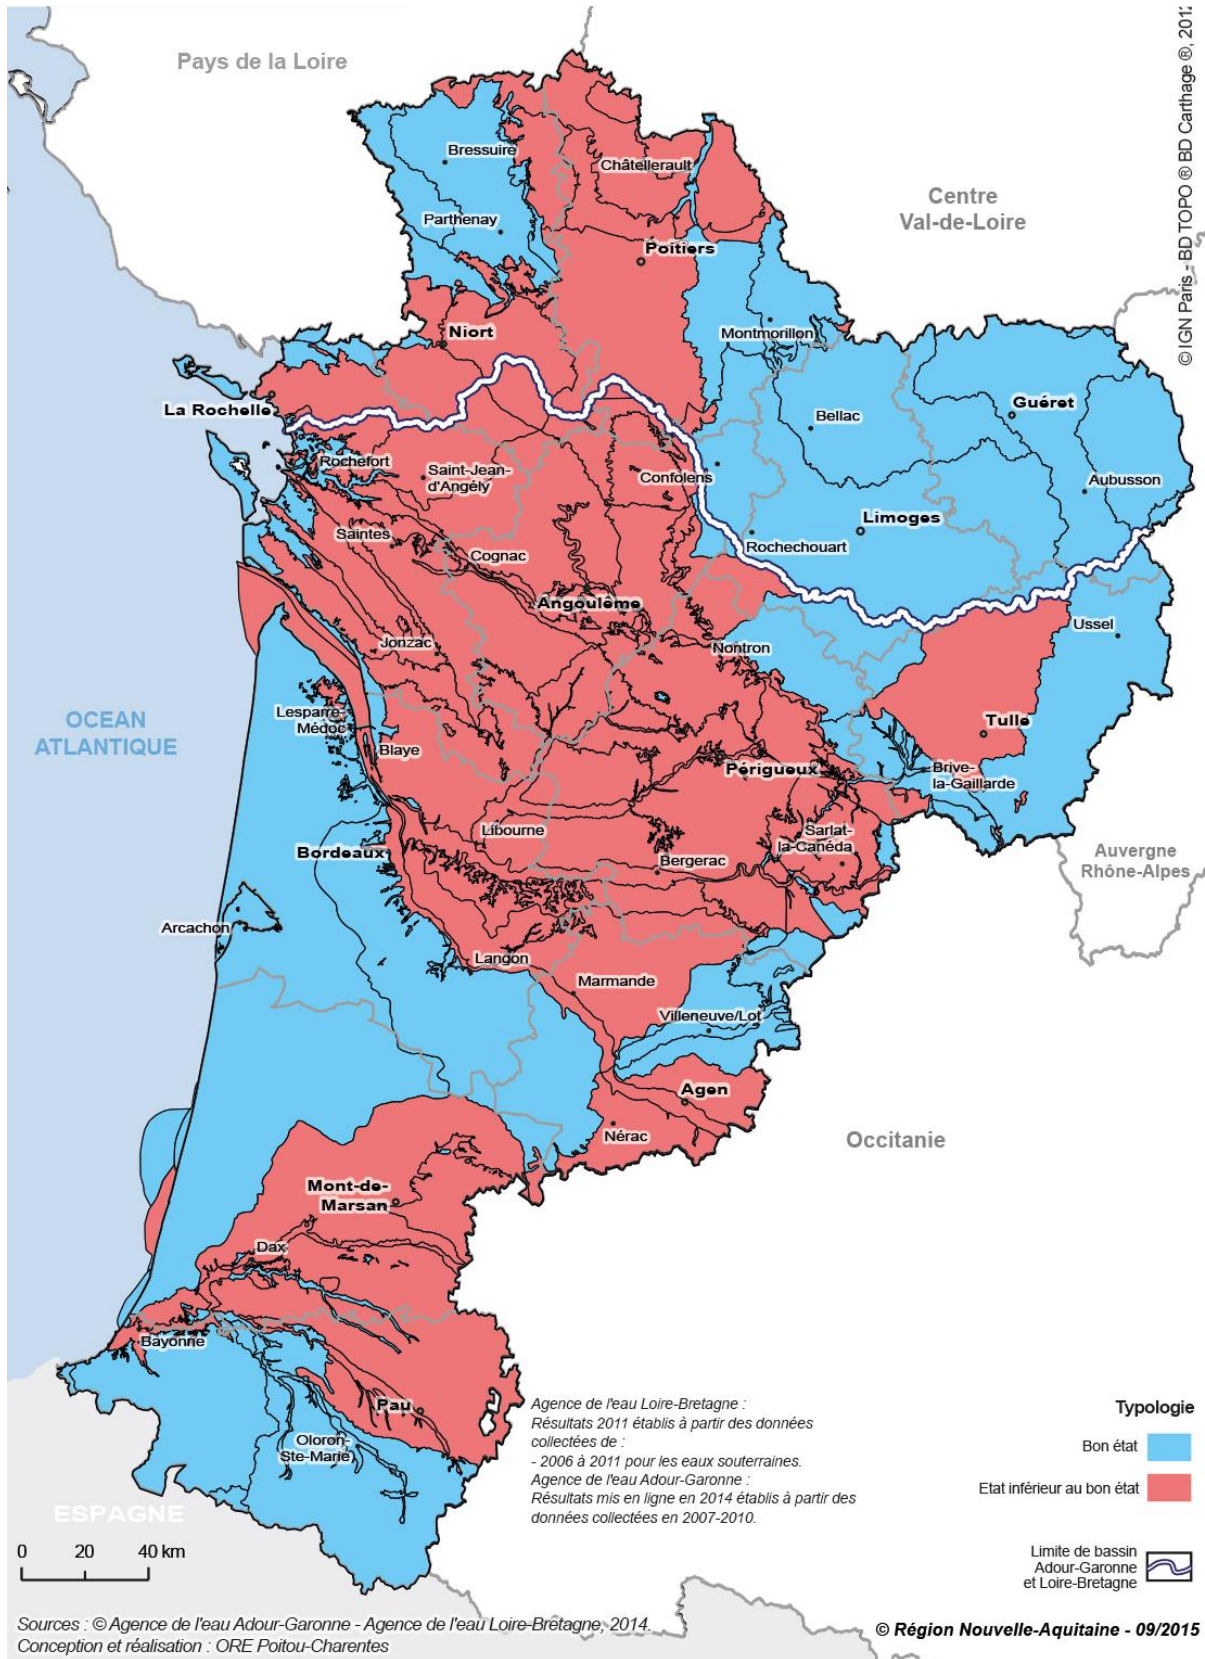 Pays de la Loire
© IGN Paris - BD TOPO ® BD Carthage ®, 201
Bressuire
Châtellerault
Centre
Val-de-Loire
Parthenay
Poitiers
Niort
Montmorillon
La Rochelle
Guéret
Bellac
Rochefort
Saint-Jean-
d'Angély
Confolens
Aubusson
Limoges
Saintes
Cognac
Rochechouart
Angoulême
Ussel
Jonzac
Nontron
OCEAN
ATLANTIQUE
Lesparre-
Médoc
Tulle
Blaye
Périgueux
Brive-
la-Gaillarde
Libourne
Sarlat-
la-Canéda
Bordeaux
Bergerac
Auvergne
Rhône-Alpes
Arcachon
Langon
Marmande
Villeneuve/Lot
Agen
Nérac
Occitanie
Mont-de-
Marsan
Dax
Bayonne
Pau
Oloron-
Ste-Marie
Agence de l'eau Loire-Bretagne :
Résultats 2011 établis à partir des données
collectées de :
- 2006 à 2011 pour les eaux souterraines.
Agence de l'eau Adour-Garonne :
Résultats mis en ligne en 2014 établis à partir des
données collectées en 2007-2010.
Typologie
Bon état
Etat inférieur au bon état
Limite de bassin
Adour-Garonne
et Loire-Bretagne
ESPAGNE
0 20 40 km
Sources : © Agence de l'eau Adour-Garonne - Agence de l'eau Loire-Bretagne, 2014.
Conception et réalisation : ORE Poitou-Charentes
© Région Nouvelle-Aquitaine - 09/2015